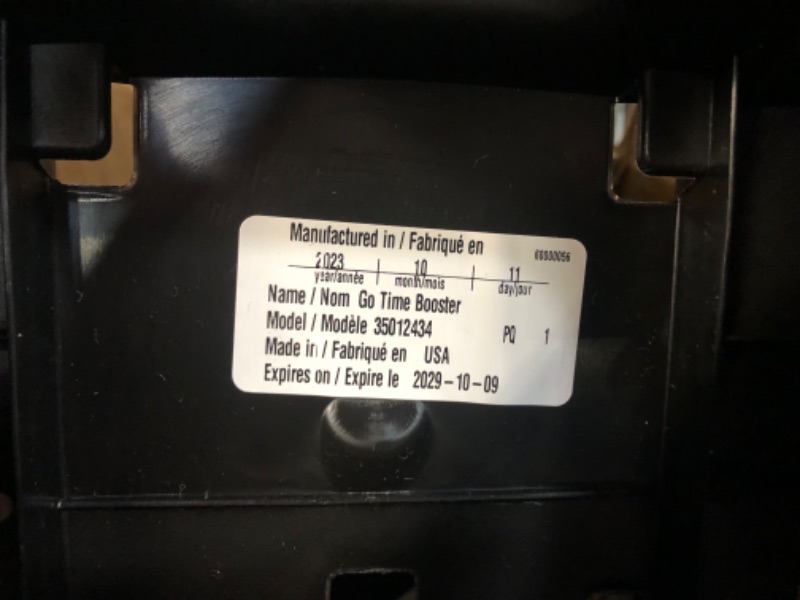 Manufactured in / Fabriqué en
60930056
2023 | 10 | 11
year/année month/mois day/jour
Name / Nom Go Time Booster
Model / Modèle 35012434 PQ 1
Made in / Fabriqué en USA
Expires on / Expire le 2029-10-09